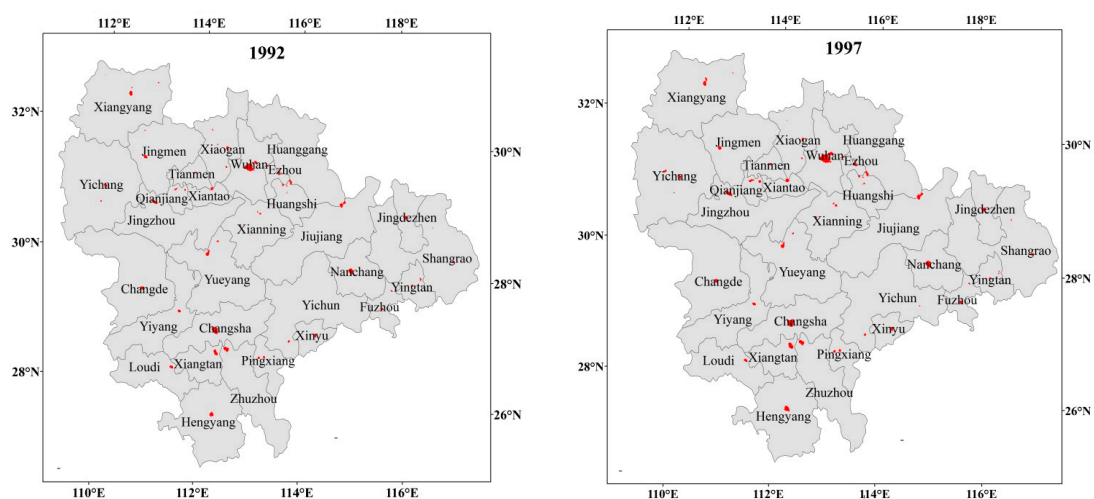 112°E 114°E 116°E 118°E
1992
Xiangyang
32°N
Jingmen Xiaogan Huanggang
30°N
Wuhan
Tianmen Ezhou
Yichang
Qianjiang Xiantao
Huangshi
Jingzhou Xianning Jingdezhen
Jiujiang
30°N
Shangrao
Nanchang
Yueyang
Changde Yingtan
28°N
Yichun Fuzhou
Yiyang Changsha
Xinyu
Loudi Xiangtan Pingxiang
28°N
Zhuzhou
Hengyang
26°N
110°E 112°E 114°E 116°E
112°E 114°E 116°E 118°E
1997
Xiangyang
32°N
Jingmen Xiaogan Huanggang
30°N
Wuhan
Tianmen Ezhou
Yichang
Qianjiang Xiantao
Huangshi
Jingzhou Xianning Jingdezhen
Jiujiang
30°N
Shangrao
Nanchang
Yueyang
Changde Yingtan
28°N
Yichun Fuzhou
Yiyang Changsha
Xinyu
Loudi Xiangtan Pingxiang
28°N
Zhuzhou
Hengyang
26°N
110°E 112°E 114°E 116°E